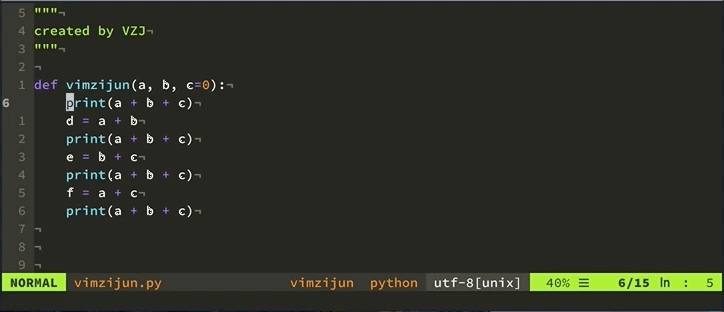 5 """¬
4 created by VZJ¬
3 """¬
2 ¬
1 def vimzijun(a, b, c=0):¬
6 print(a + b + c)¬
1 d = a + b¬
2 print(a + b + c)¬
3 e = b + c¬
4 print(a + b + c)¬
5 f = a + c¬
6 print(a + b + c)¬
7 ¬
8 ¬
9 ¬
NORMAL vimzijun.py vimzijun python utf-8[unix] 40% ☰ 6/15 ln : 5